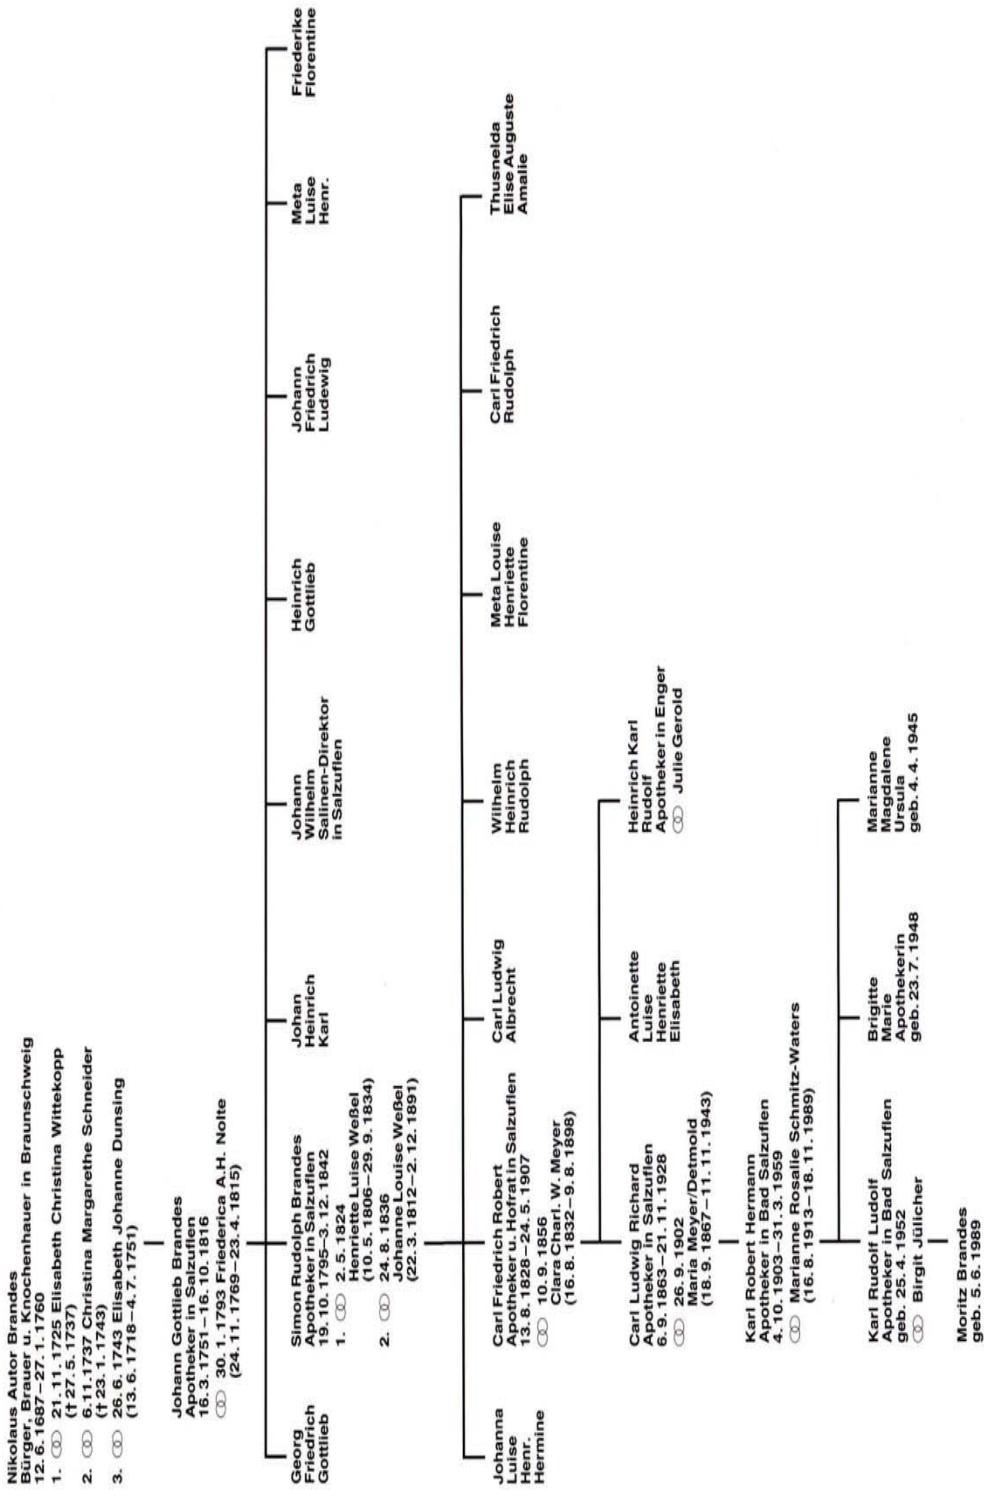 Nikolaus Autor Brandes
Bürger, Brauer u. Knochenhauer in Braunschweig
12. 6. 1687–27. 1. 1760
1. ⚭ 21. 11. 1725 Elisabeth Christina Wittekopp
(† 27. 5. 1737)
2. ⚭ 6.11.1737 Christina Margarethe Schneider
(† 23. 1. 1743)
3. ⚭ 26. 6. 1743 Elisabeth Johanne Dunsing
(13. 6. 1718–4. 7. 1751)
Johann Gottlieb Brandes
Apotheker in Salzuflen
16. 3. 1751–16. 10. 1816
⚭ 30. 1. 1793 Friederica A.H. Nolte
(24. 11. 1769–23. 4. 1815)
Georg
Friedrich
Gottlieb
Simon Rudolph Brandes
Apotheker in Salzuflen
19. 10. 1795–3. 12. 1842
1. ⚭ 2. 5. 1824
Henriette Luise Weßel
(10. 5. 1806–29. 9. 1834)
2. ⚭ 24. 8. 1836
Johanne Louise Weßel
(22. 3. 1812–2. 12. 1891)
Johan
Heinrich
Karl
Johann
Wilhelm
Salinen-Direktor
in Salzuflen
Heinrich
Gottlieb
Johann
Friedrich
Ludewig
Meta
Luise
Henr.
Friederike
Florentine
Johanna
Luise
Henr.
Hermine
Carl Friedrich Robert
Apotheker u. Hofrat in Salzuflen
13. 8. 1828–24. 5. 1907
⚭ 10. 9. 1856
Clara Charl. W. Meyer
(16. 8. 1832–9. 8. 1898)
Carl Ludwig
Albrecht
Wilhelm
Heinrich
Rudolph
Meta Louise
Henriette
Florentine
Carl Friedrich
Rudolph
Thusnelda
Elise Auguste
Amalie
Carl Ludwig Richard
Apotheker in Salzuflen
6. 9. 1863–21. 11. 1928
⚭ 26. 9. 1902
Maria Meyer/Detmold
(18. 9. 1867–11. 11. 1943)
Antoinette
Luise
Henriette
Elisabeth
Heinrich Karl
Rudolf
Apotheker in Enger
⚭ Julie Gerold
Karl Robert Hermann
Apotheker in Bad Salzuflen
4. 10. 1903–31. 3. 1959
⚭ Marianne Rosalie Schmitz-Waters
(16. 8. 1913–18. 11. 1989)
Karl Rudolf Ludolf
Apotheker in Bad Salzuflen
geb. 25. 4. 1952
⚭ Birgit Jülicher
Brigitte
Marie
Apothekerin
geb. 23. 7. 1948
Marianne
Magdalene
Ursula
geb. 4. 4. 1945
Moritz Brandes
geb. 5. 6. 1989